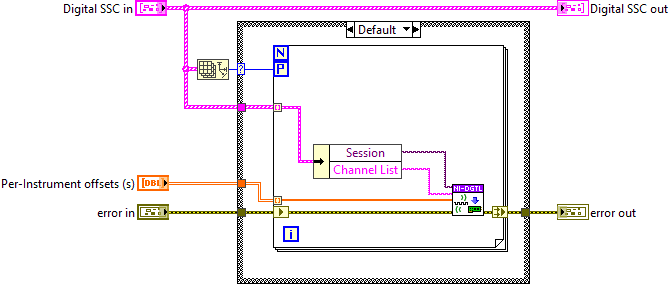 Digital SSC in
Digital SSC out
Default
N
P
?
Session
Channel List
NI-DGTL
Per-Instrument offsets (s)
DBL
error in
error out
i